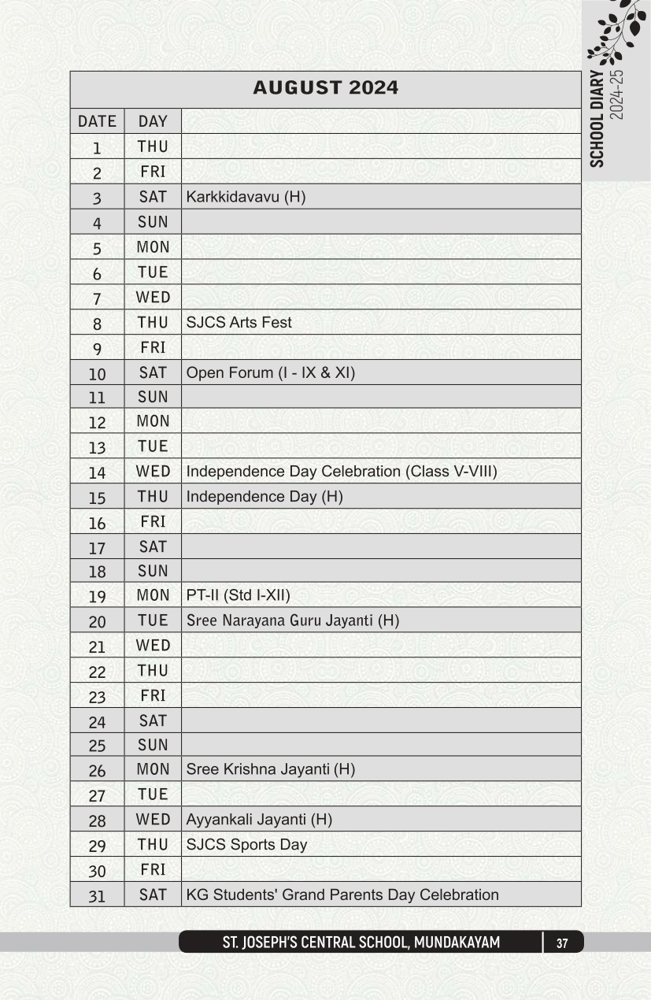 SCHOOL DIARY
2024-25
AUGUST 2024
DATE DAY
1 THU
2 FRI
3 SAT Karkkidavavu (H)
4 SUN
5 MON
6 TUE
7 WED
8 THU SJCS Arts Fest
9 FRI
10 SAT Open Forum (I - IX & XI)
11 SUN
12 MON
13 TUE
14 WED Independence Day Celebration (Class V-VIII)
15 THU Independence Day (H)
16 FRI
17 SAT
18 SUN
19 MON PT-II (Std I-XII)
20 TUE Sree Narayana Guru Jayanti (H)
21 WED
22 THU
23 FRI
24 SAT
25 SUN
26 MON Sree Krishna Jayanti (H)
27 TUE
28 WED Ayyankali Jayanti (H)
29 THU SJCS Sports Day
30 FRI
31 SAT KG Students' Grand Parents Day Celebration
ST. JOSEPH'S CENTRAL SCHOOL, MUNDAKAYAM 37